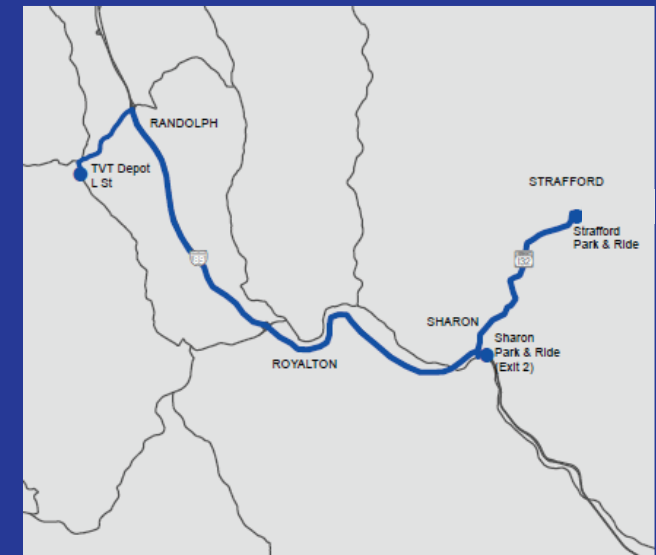 RANDOLPH
TVT Depot
L St
STRAFFORD
Strafford
Park & Ride
89
132
SHARON
Sharon
Park & Ride
(Exit 2)
ROYALTON